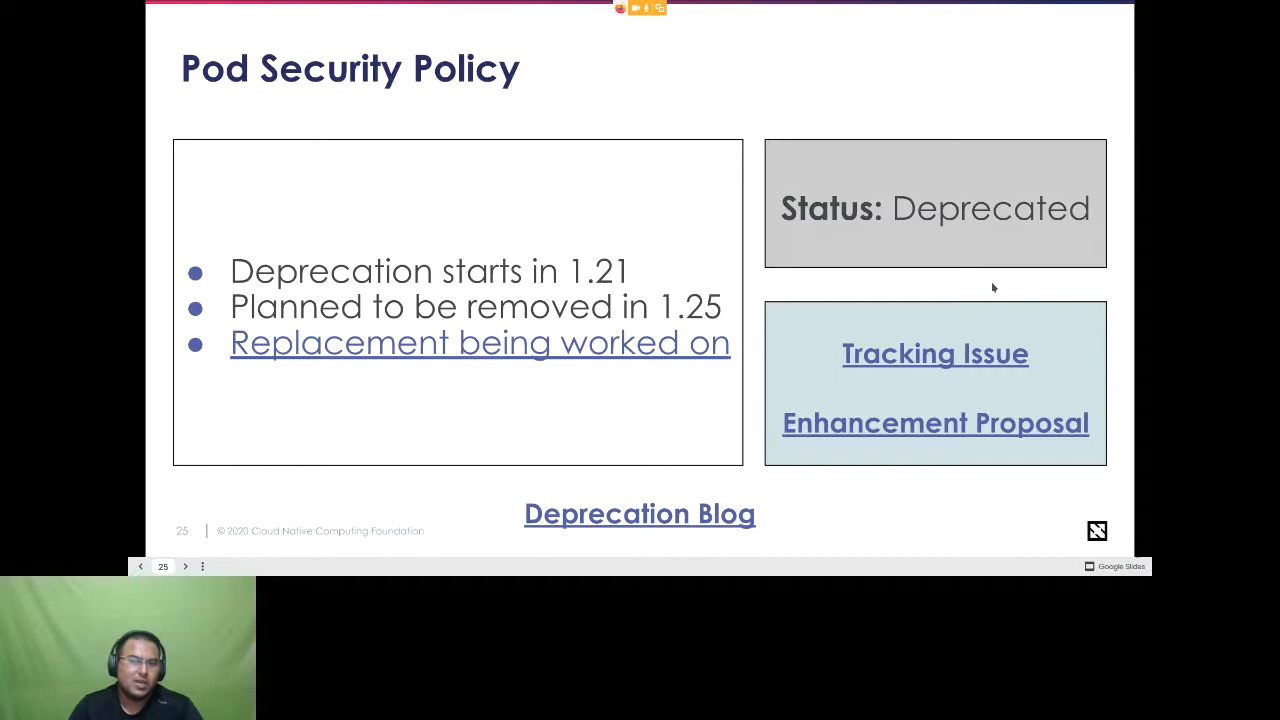 Pod Security Policy
Deprecation starts in 1.21
Planned to be removed in 1.25
Replacement being worked on
Status: Deprecated
Tracking Issue
Enhancement Proposal
Deprecation Blog
25 | © 2020 Cloud Native Computing Foundation
25
Google Slides